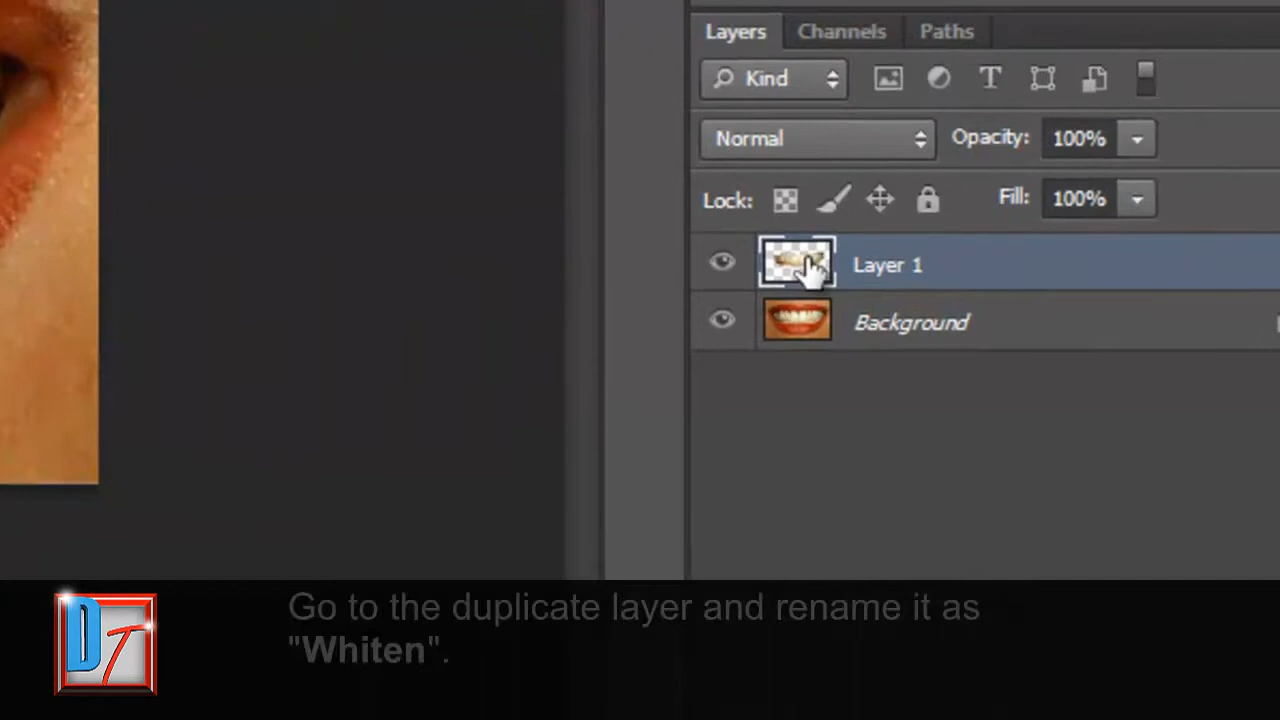 Layers Channels Paths
Kind T
Normal Opacity: 100%
Lock: Fill: 100%
Layer 1
Background
Go to the duplicate layer and rename it as
"Whiten".
DT